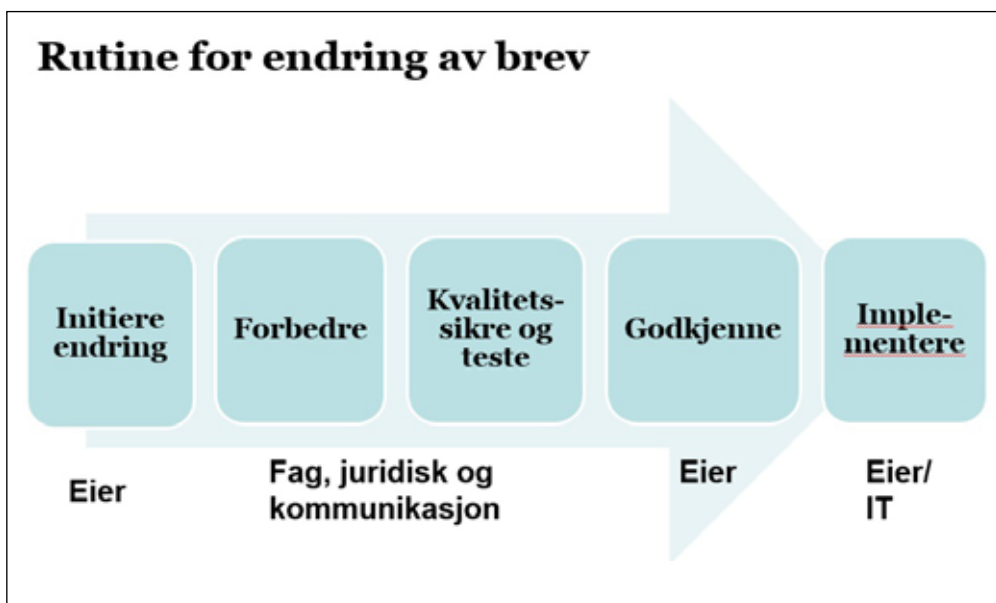 Rutine for endring av brev
Initiere
endring
Forbedre
Kvalitets-
sikre og
teste
Godkjenne
Imple-
mentere
Eier
Fag, juridisk og
kommunikasjon
Eier
Eier/
IT